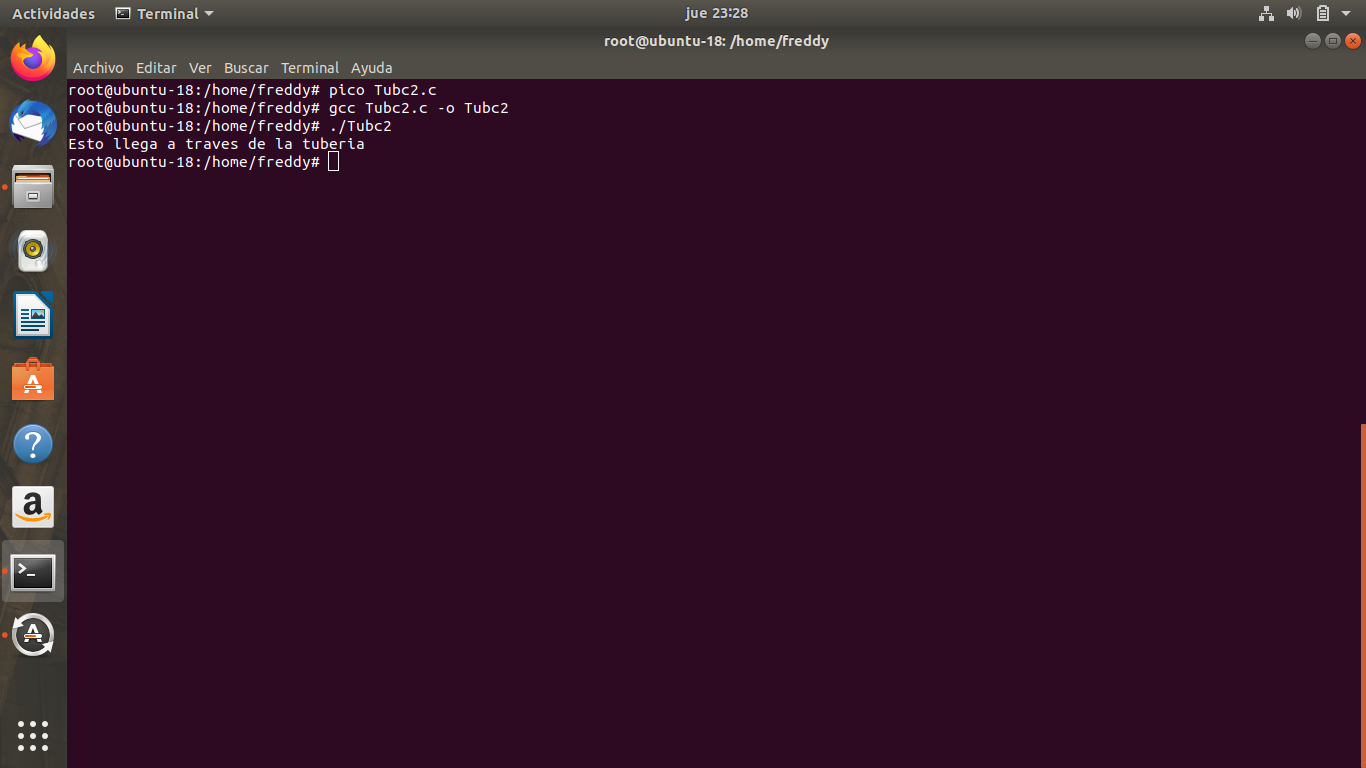 Actividades Terminal jue 23:28
root@ubuntu-18: /home/freddy
Archivo Editar Ver Buscar Terminal Ayuda
root@ubuntu-18:/home/freddy# pico Tubc2.c
root@ubuntu-18:/home/freddy# gcc Tubc2.c -o Tubc2
root@ubuntu-18:/home/freddy# ./Tubc2
Esto llega a traves de la tuberia
root@ubuntu-18:/home/freddy#